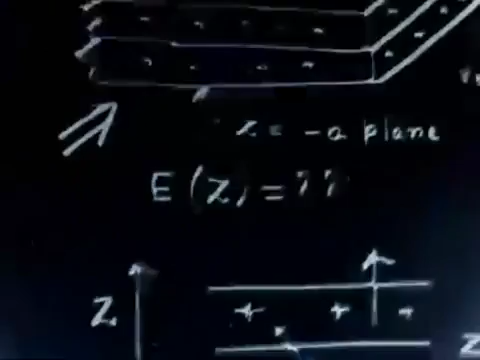 z = -a plane
E (Z) = ??
Z
Z